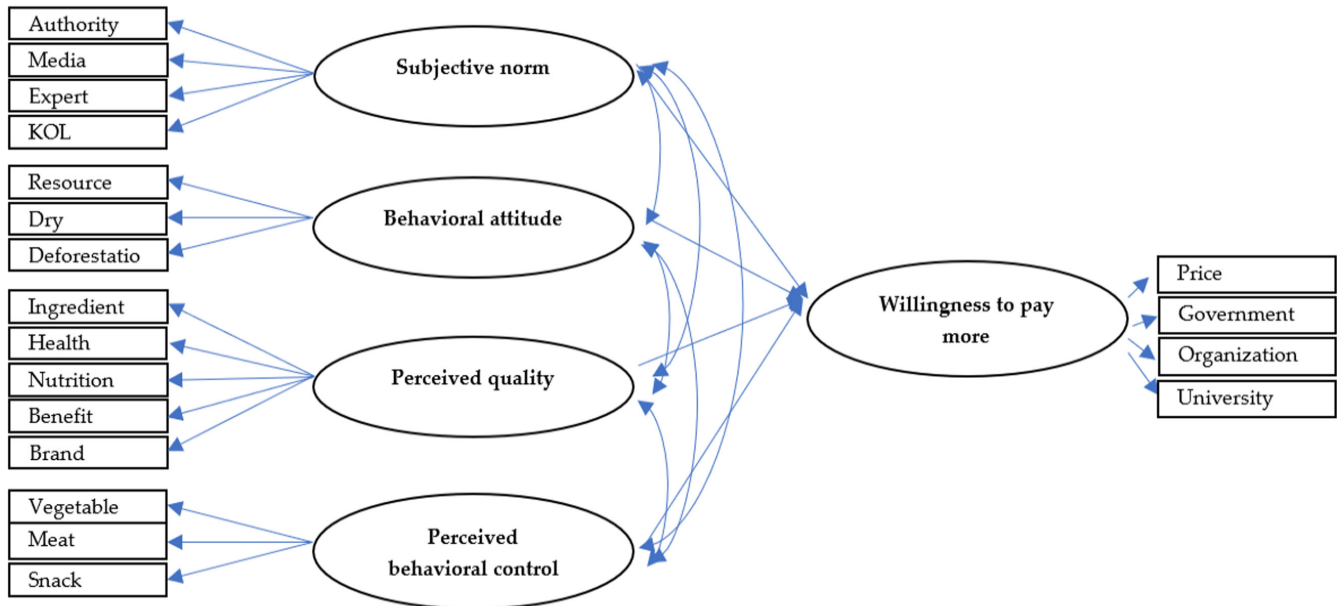 Authority
Media
Expert
KOL
Subjective norm
Resource
Dry
Deforestatio
Behavioral attitude
Ingredient
Health
Nutrition
Benefit
Brand
Perceived quality
Vegetable
Meat
Snack
Perceived
behavioral control
Willingness to pay
more
Price
Government
Organization
University